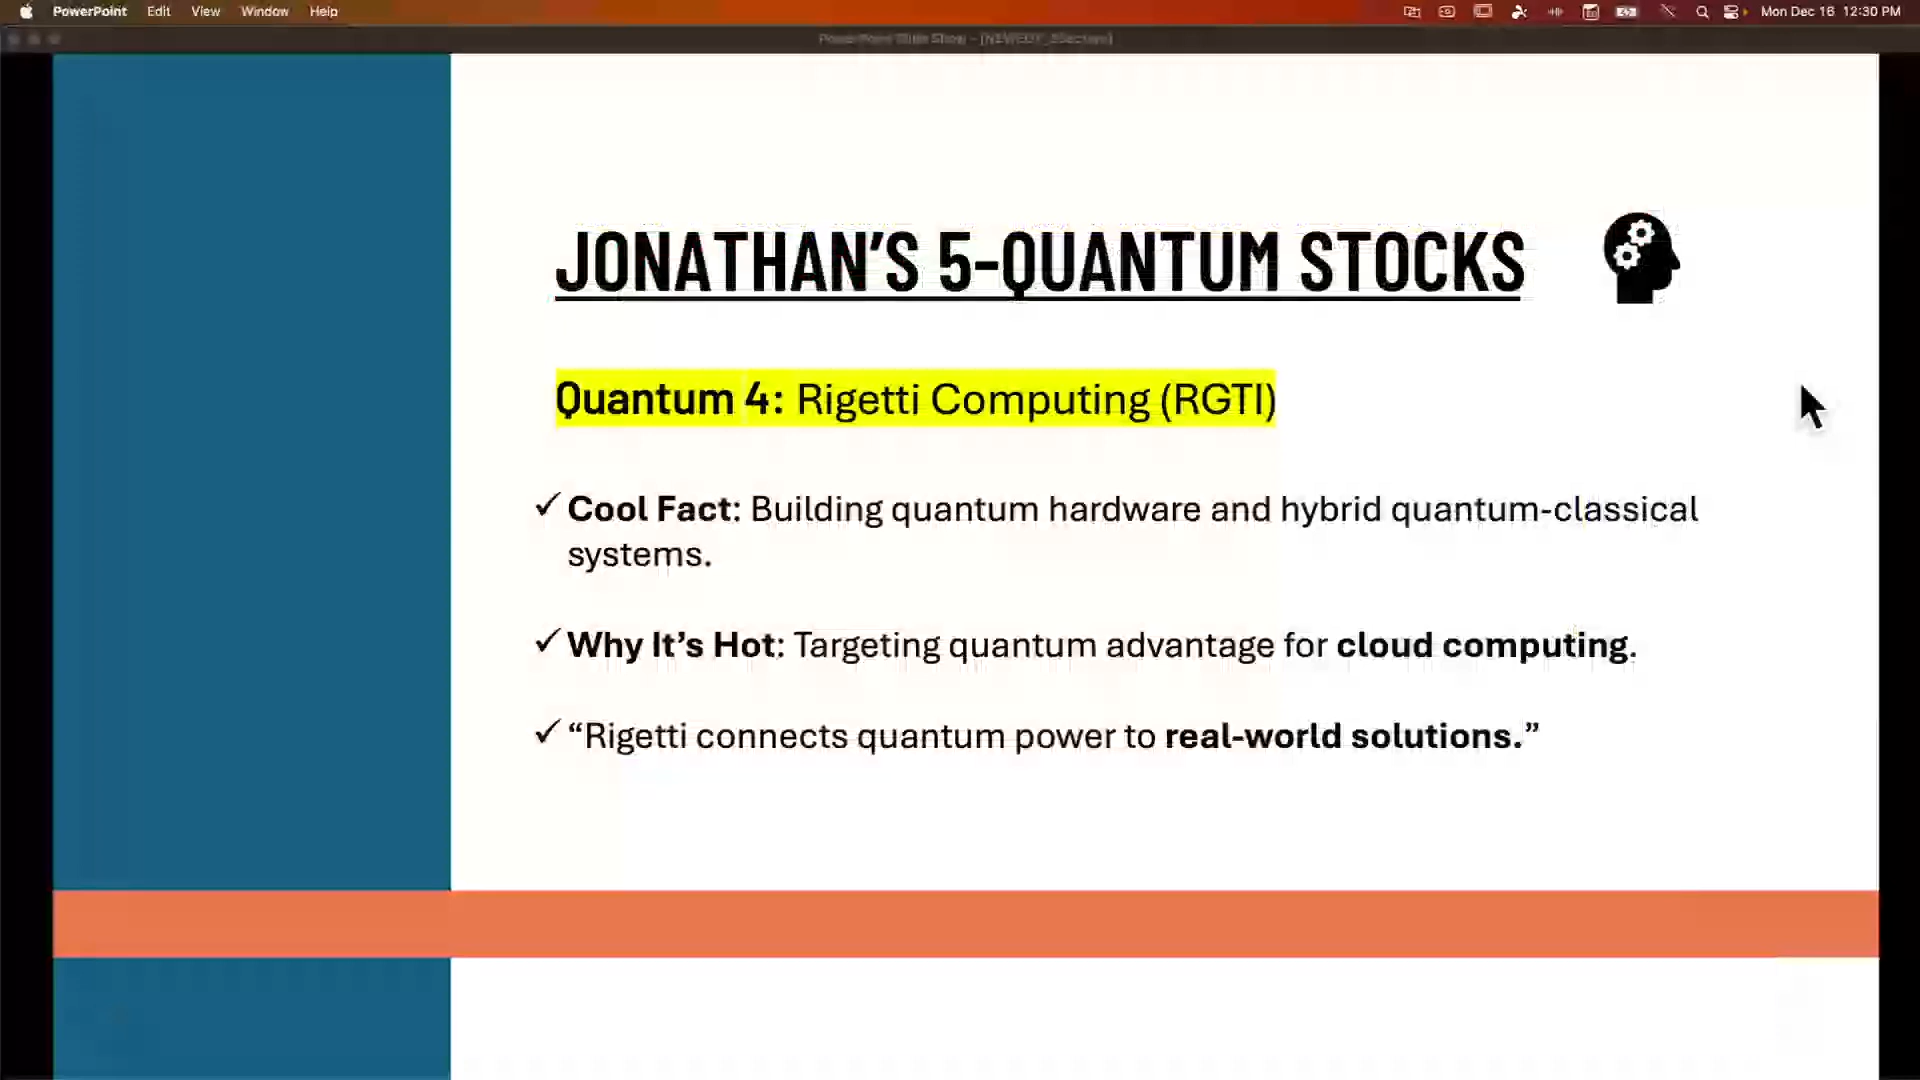 PowerPoint Edit View Window Help Mon Dec 16 12:30 PM
JONATHAN’S 5-QUANTUM STOCKS
Quantum 4: Rigetti Computing (RGTI)
✓ Cool Fact: Building quantum hardware and hybrid quantum-classical
systems.
✓ Why It’s Hot: Targeting quantum advantage for cloud computing.
✓ “Rigetti connects quantum power to real-world solutions.”